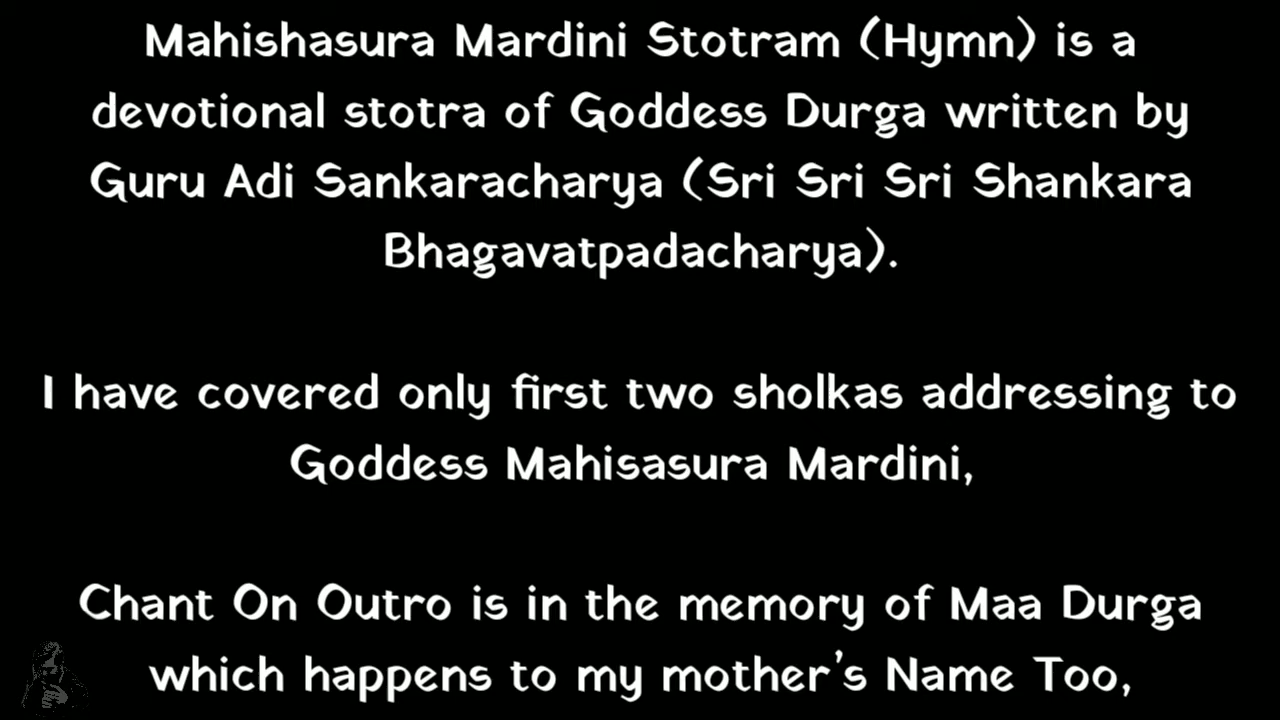 Mahishasura Mardini Stotram (Hymn) is a
devotional stotra of Goddess Durga written by
Guru Adi Sankaracharya (Sri Sri Sri Shankara
Bhagavatpadacharya).
I have covered only first two sholkas addressing to
Goddess Mahisasura Mardini,
Chant On Outro is in the memory of Maa Durga
which happens to my mother's Name Too,